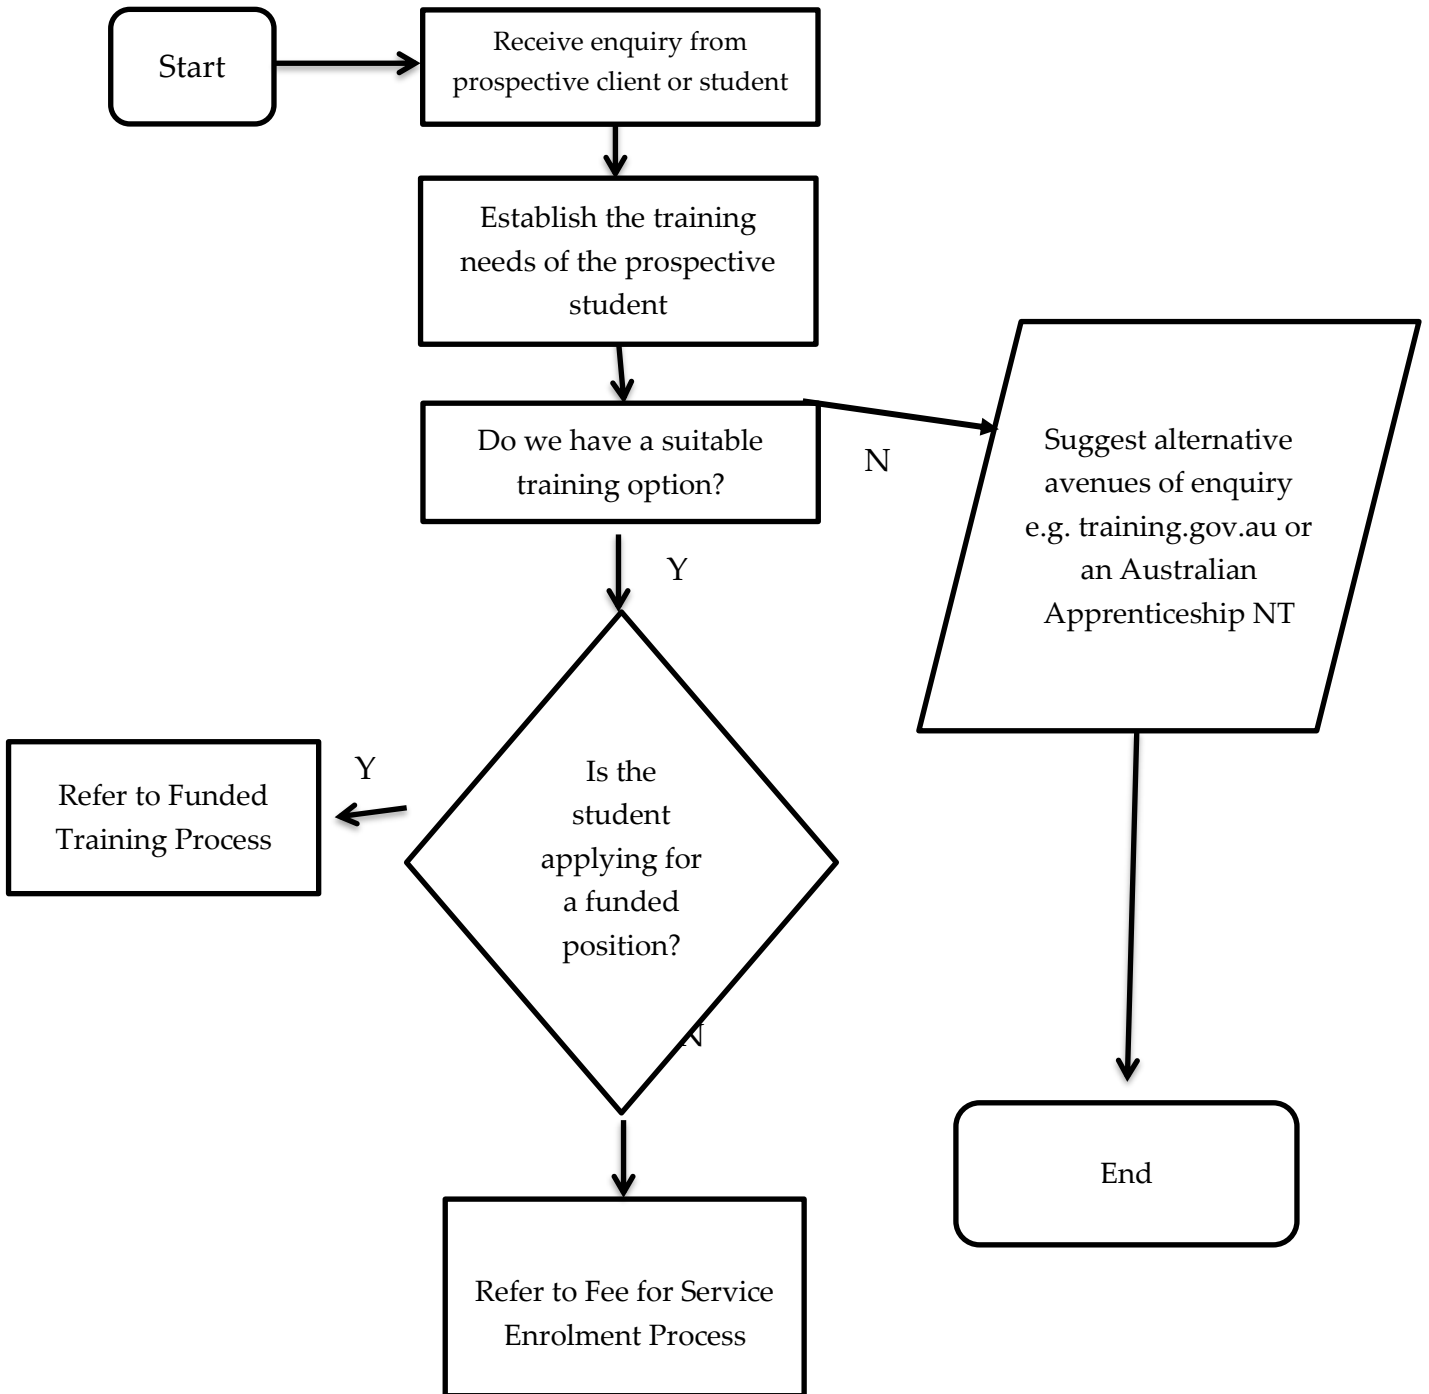 Start
Receive enquiry from
prospective client or student
Establish the training
needs of the prospective
student
Do we have a suitable
training option?
N
Suggest alternative
avenues of enquiry
e.g. training.gov.au or
an Australian
Apprenticeship NT
Y
Y
Refer to Funded
Training Process
Is the
student
applying for
a funded
position?
N
End
Refer to Fee for Service
Enrolment Process